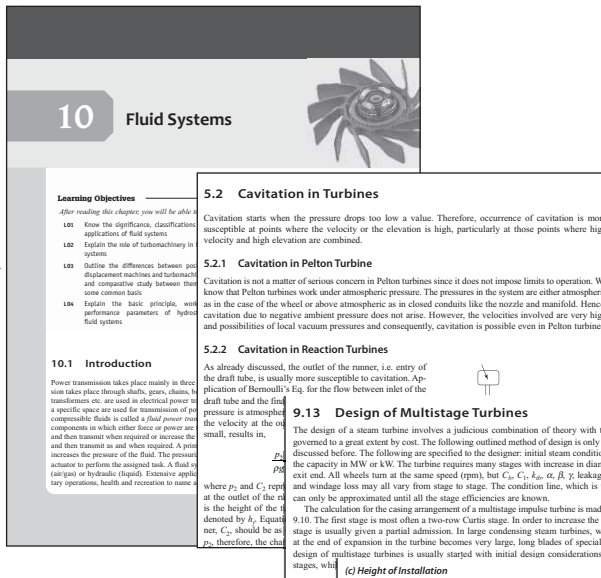 10
Fluid Systems
Learning Objectives
After reading this chapter, you will be able t
LO1 Know the significance, classifications
applications of fluid systems
LO2 Explain the role of turbomachinery in
systems
LO3 Outline the differences between pos
displacement machines and turbomachi
and comparative study between them
some common basis
LO4 Explain the basic principle, work
performance parameters of hydros
fluid systems
10.1 Introduction
Power transmission takes place mainly in three
sion takes place through shafts, gears, chains, b
transformers etc. are used in electrical power tr
a specific space are used for transmission of po
compressible fluids is called a fluid power tran
components in which either force or power are
and then transmit when required or increase the
and then transmit as and when required. A prim
increases the pressure of the fluid. The pressuri
actuator to perform the assigned task. A fluid sy
(air/gas) or hydraulic (liquid). Extensive applic
tary operations, health and recreation to name a
5.2 Cavitation in Turbines
Cavitation starts when the pressure drops too low a value. Therefore, occurrence of cavitation is mor
susceptible at points where the velocity or the elevation is high, particularly at those points where hig
velocity and high elevation are combined.
5.2.1 Cavitation in Pelton Turbine
Cavitation is not a matter of serious concern in Pelton turbines since it does not impose limits to operation. W
know that Pelton turbines work under atmospheric pressure. The pressures in the system are either atmospher
as in the case of the wheel or above atmospheric as in closed conduits like the nozzle and manifold. Henc
cavitation due to negative ambient pressure does not arise. However, the velocities involved are very hig
and possibilities of local vacuum pressures and consequently, cavitation is possible even in Pelton turbine
5.2.2 Cavitation in Reaction Turbines
As already discussed, the outlet of the runner, i.e. entry of
the draft tube, is usually more susceptible to cavitation. Ap-
plication of Bernoulli's Eq. for the flow between inlet of the
draft tube and the fina
pressure is atmospher
the velocity at the ou
small, results in,
p2
ρg
where p2 and C2 repr
at the outlet of the ru
is the height of the t
denoted by hf. Equati
ner, C2, should be as
p2, therefore, the chai
9.13 Design of Multistage Turbines
The design of a steam turbine involves a judicious combination of theory with t
governed to a great extent by cost. The following outlined method of design is only
discussed before. The following are specified to the designer: initial steam conditio
the capacity in MW or kW. The turbine requires many stages with increase in diam
exit end. All wheels turn at the same speed (rpm), but
and windage loss may all vary from stage to stage. The condition line, which is
can only be approximated until all the stage efficiencies are known.
The calculation for the casing arrangement of a multistage impulse turbine is mad
9.10. The first stage is most often a two-row Curtis stage. In order to increase the
stage is usually given a partial admission. In large condensing steam turbines, w
at the end of expansion in the turbine becomes very large, long blades of special
design of multistage turbines is usually started with initial design considerations
stages, whi
(c) Height of Installation